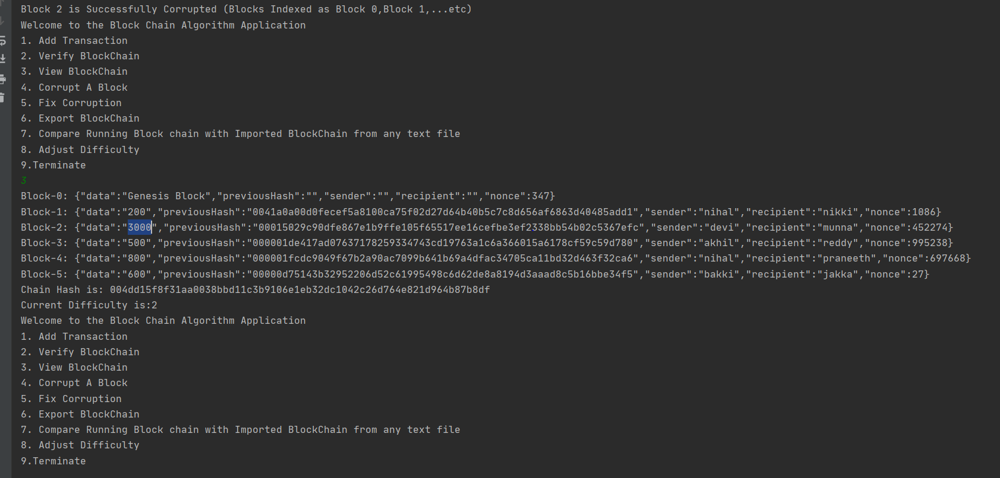 Block 2 is Successfully Corrupted (Blocks Indexed as Block 0,Block 1,...etc)
Welcome to the Block Chain Algorithm Application
1. Add Transaction
2. Verify BlockChain
3. View BlockChain
4. Corrupt A Block
5. Fix Corruption
6. Export BlockChain
7. Compare Running Block chain with Imported BlockChain from any text file
8. Adjust Difficulty
9.Terminate
3
Block-0: {"data":"Genesis Block","previousHash":"","sender":"","recipient":"","nonce":347}
Block-1: {"data":"200","previousHash":"0041a0a00d0fecef5a8100ca75f02d27d64b40b5c7c8d656af6863d40485add1","sender":"nihal","recipient":"nikki","nonce":1086}
Block-2: {"data":"3000","previousHash":"00015029c90dfe867e1b9ffe105f65517ee16cefbe3ef2338bb54b02c5367efc","sender":"devi","recipient":"munna","nonce":452274}
Block-3: {"data":"500","previousHash":"000001de417ad07637178259334743cd19763a1c6a366015a6178cf59c59d780","sender":"akhil","recipient":"reddy","nonce":995238}
Block-4: {"data":"800","previousHash":"000001fcdc9049f67b2a90ac7099b641b69a4dfac34705ca11bd32d463f32ca6","sender":"nihal","recipient":"praneeth","nonce":697668}
Block-5: {"data":"600","previousHash":"00000d75143b32952206d52c61995498c6d62de8a8194d3aaad8c5b16bbe34f5","sender":"bakki","recipient":"jakka","nonce":27}
Chain Hash is: 004dd15f8f31aa0038bbd11c3b9106e1eb32dc1042c26d764e821d964b87b8df
Current Difficulty is:2
Welcome to the Block Chain Algorithm Application
1. Add Transaction
2. Verify BlockChain
3. View BlockChain
4. Corrupt A Block
5. Fix Corruption
6. Export BlockChain
7. Compare Running Block chain with Imported BlockChain from any text file
8. Adjust Difficulty
9.Terminate